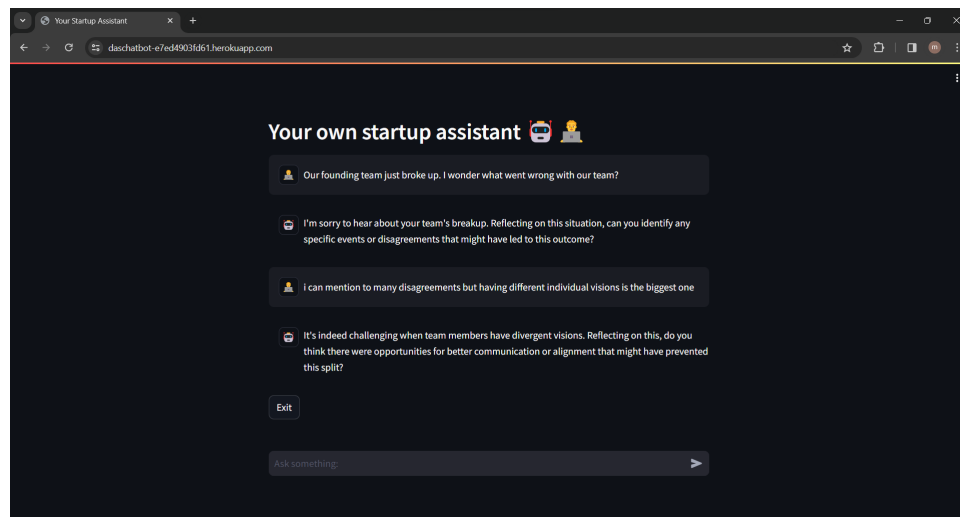 Your Startup Assistant
daschatbot-e7ed4903fd61.herokuapp.com
m
Your own startup assistant
Our founding team just broke up. I wonder what went wrong with our team?
I'm sorry to hear about your team's breakup. Reflecting on this situation, can you identify any
specific events or disagreements that might have led to this outcome?
i can mention to many disagreements but having different individual visions is the biggest one
It's indeed challenging when team members have divergent visions. Reflecting on this, do you
think there were opportunities for better communication or alignment that might have prevented
this split?
Exit
Ask something: